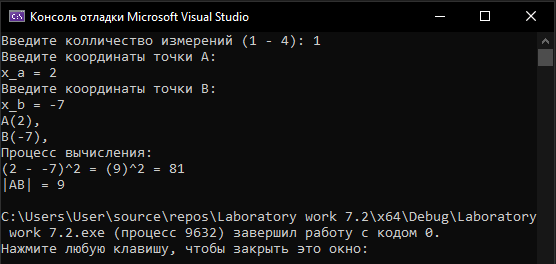 Консоль отладки Microsoft Visual Studio
Введите колличество измерений (1 - 4): 1
Введите координаты точки A:
x_a = 2
Введите координаты точки B:
x_b = -7
A(2),
B(-7),
Процесс вычисления:
(2 - -7)^2 = (9)^2 = 81
|AB| = 9
C:\Users\User\source\repos\Laboratory work 7.2\x64\Debug\Laboratory
work 7.2.exe (процесс 9632) завершил работу с кодом 0.
Нажмите любую клавишу, чтобы закрыть это окно: